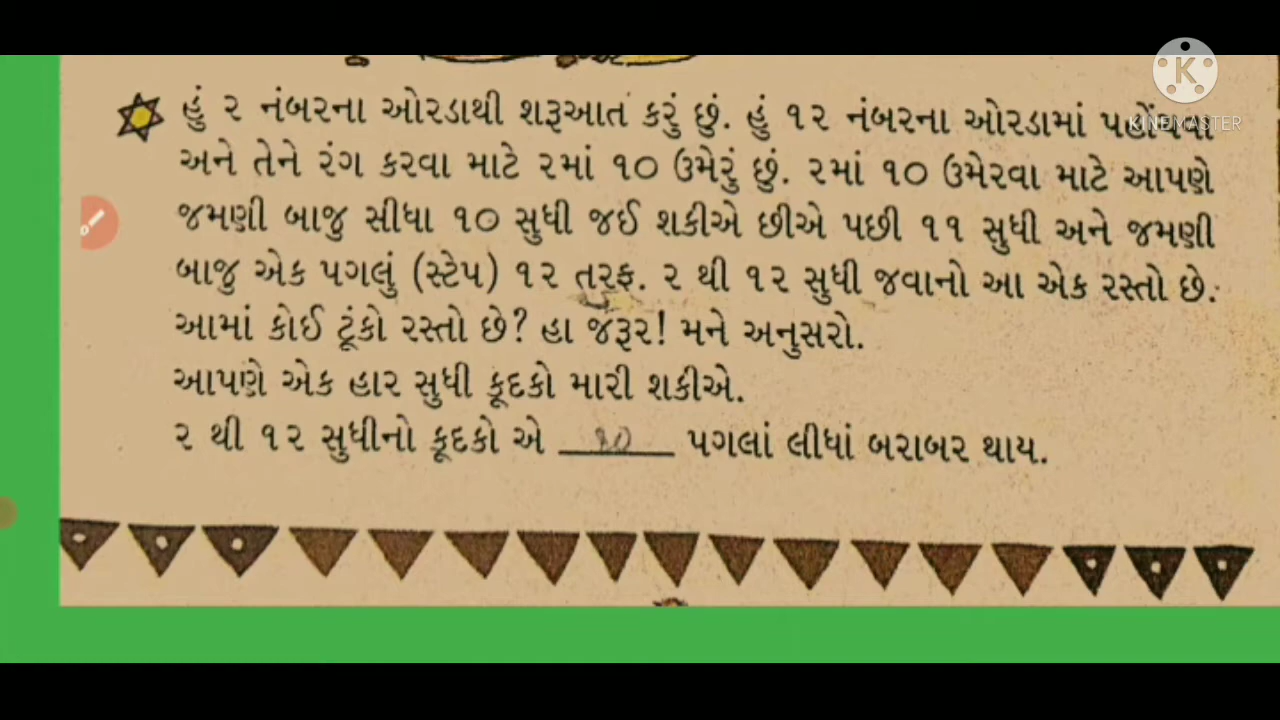 હું ૨ નંબરના ઓરડાથી શરૂઆત કરું છું. હું ૧૨ નંબરના ઓરડામાં
અને તેને રંગ કરવા માટે ૨માં ૧૦ ઉમેરું છું. ૨માં ૧૦ ઉમેરવા માટે આપણે
જમણી બાજુ સીધા ૧૦ સુધી જઈ શકીએ છીએ પછી ૧૧ સુધી અને જમણી
બાજુ એક પગલું (સ્ટેપ) ૧૨ તરફ. ૨ થી ૧૨ સુધી જવાનો આ એક રસ્તો છે.
આમાં કોઈ ટૂંકો રસ્તો છે? હા જરૂર! મને અનુસરો.
આપણે એક હાર સુધી કૂદકો મારી શકીએ.
૨ થી ૧૨ સુધીનો કૂદકો એ ૧૦ પગલાં લીધાં બરાબર થાય.
K
KINEMASTER